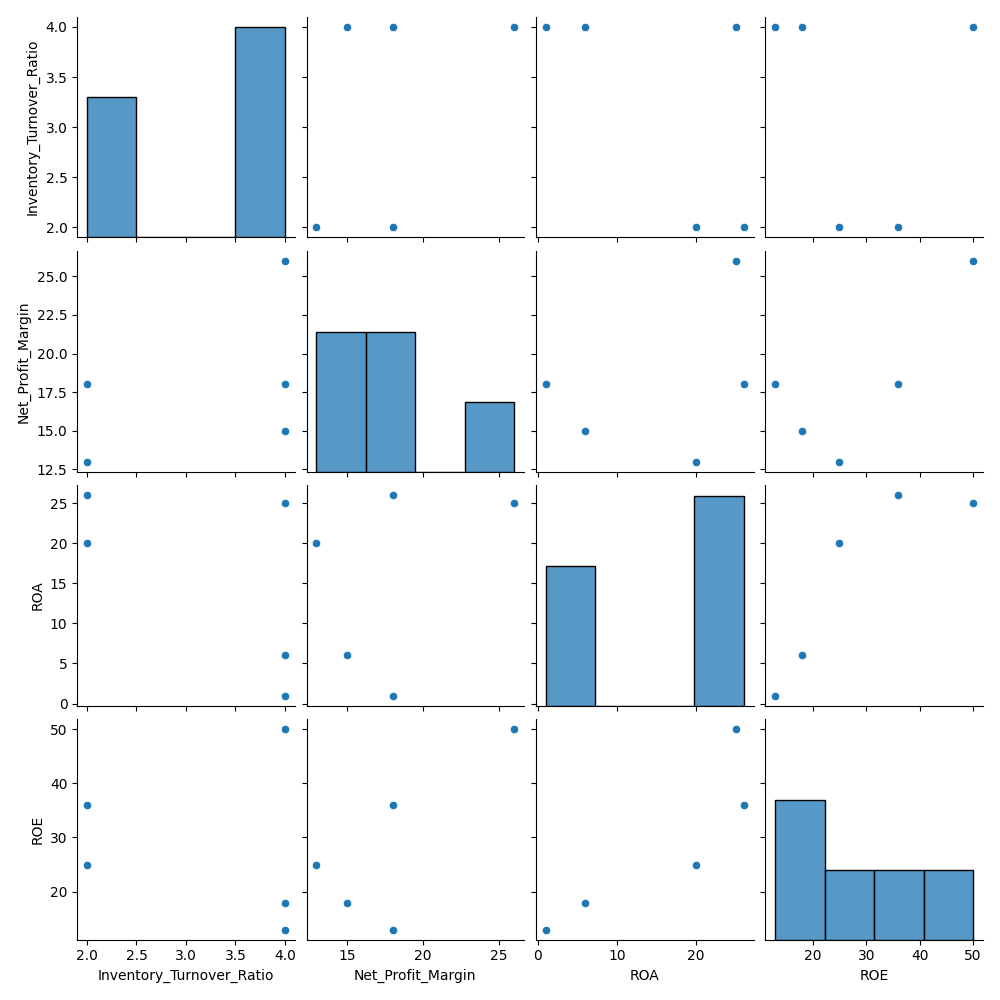 Inventory_Turnover_Ratio
4.0
3.5
3.0
2.5
2.0
Net_Profit_Margin
25.0
22.5
20.0
17.5
15.0
12.5
ROA
25
20
15
10
5
0
ROE
50
40
30
20
2.0 2.5 3.0 3.5 4.0
Inventory_Turnover_Ratio
15 20 25
Net_Profit_Margin
0 10 20
ROA
20 30 40 50
ROE